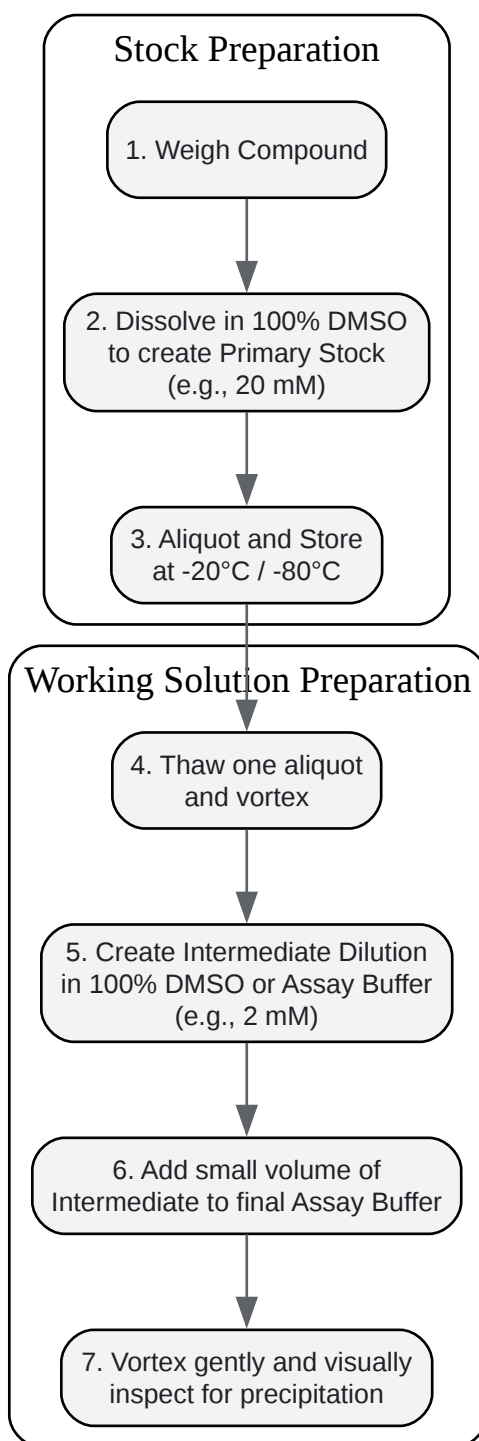 Stock Preparation
1. Weigh Compound
2. Dissolve in 100% DMSO
to create Primary Stock
(e.g., 20 mM)
3. Aliquot and Store
at -20°C / -80°C
Working Solution Preparation
4. Thaw one aliquot
and vortex
5. Create Intermediate Dilution
in 100% DMSO or Assay Buffer
(e.g., 2 mM)
6. Add small volume of
Intermediate to final Assay Buffer
7. Vortex gently and visually
inspect for precipitation